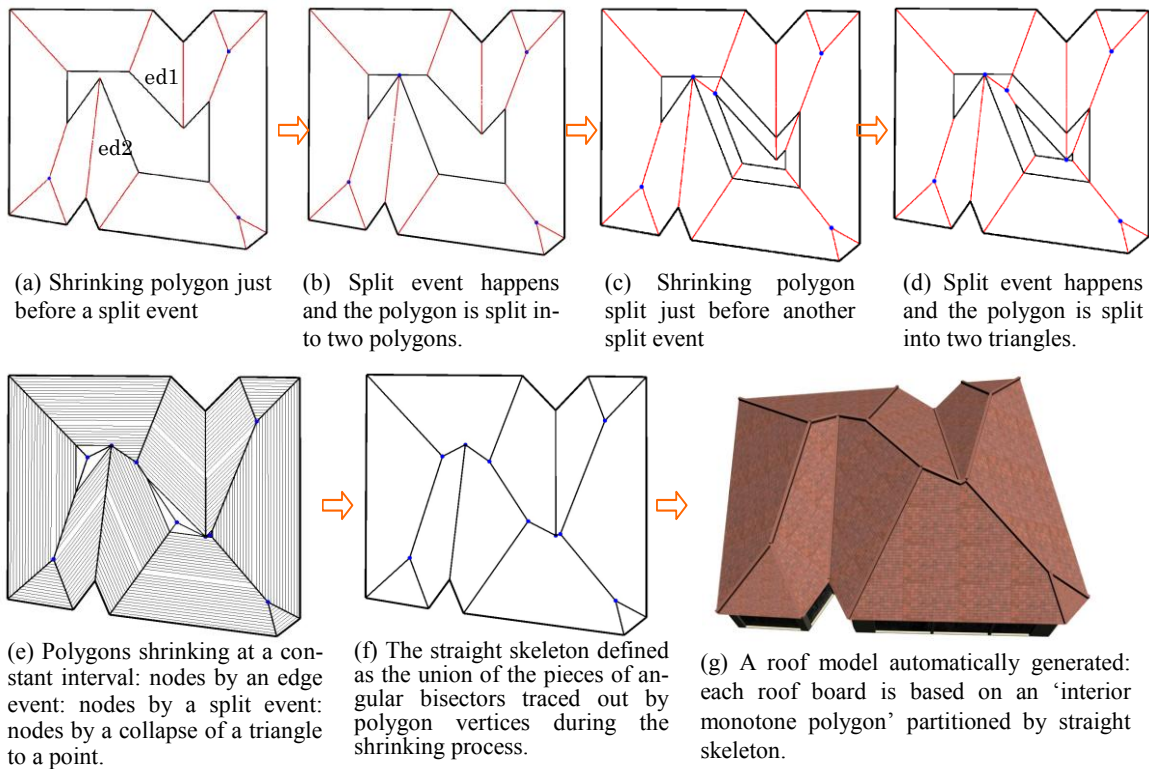 ed1
ed2
(a) Shrinking polygon just
before a split event
(b) Split event happens
and the polygon is split in-
to two polygons.
(c) Shrinking polygon
split just before another
split event
(d) Split event happens
and the polygon is split
into two triangles.
(e) Polygons shrinking at a con-
stant interval: nodes by an edge
event: nodes by a split event:
nodes by a collapse of a triangle
to a point.
(f) The straight skeleton defined
as the union of the pieces of an-
gular bisectors traced out by
polygon vertices during the
shrinking process.
(g) A roof model automatically generated:
each roof board is based on an ‘interior
monotone polygon’ partitioned by straight
skeleton.